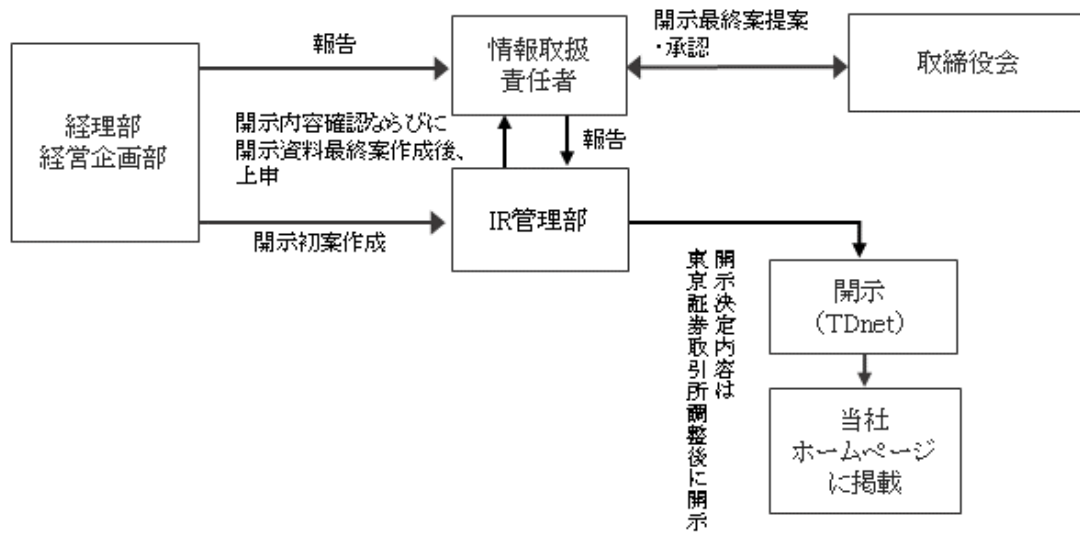 経理部
経営企画部
報告
情報取扱
責任者
開示最終案提案
・承認
取締役会
開示内容確認ならびに
開示資料最終案作成後、
上申
報告
開示初案作成
IR管理部
開示決定内容は
東京証券取引所調整後に開示
開示
(TDnet)
当社
ホームページ
に掲載